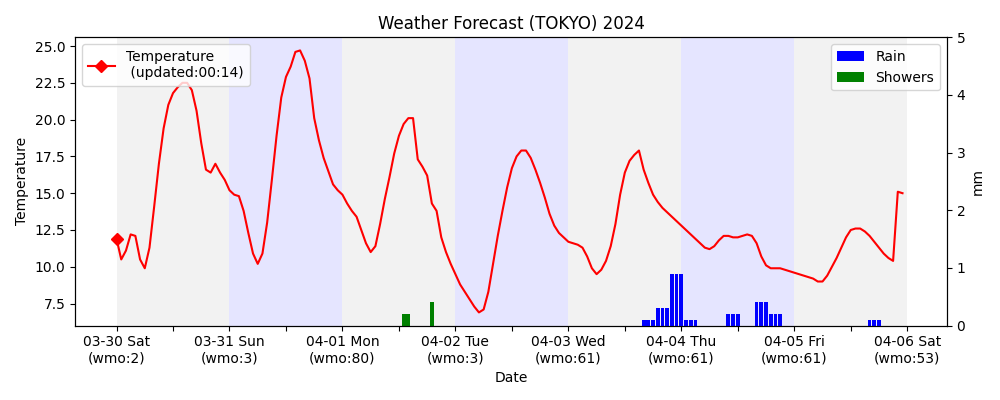 Weather Forecast (TOKYO) 2024
Temperature
(updated:00:14)
Rain
Showers
25.0
22.5
20.0
17.5
15.0
12.5
10.0
7.5
Temperature
5
4
3
2
1
0
mm
03-30 Sat
(wmo:2)
03-31 Sun
(wmo:3)
04-01 Mon
(wmo:80)
04-02 Tue
(wmo:3)
04-03 Wed
(wmo:61)
04-04 Thu
(wmo:61)
04-05 Fri
(wmo:61)
04-06 Sat
(wmo:53)
Date